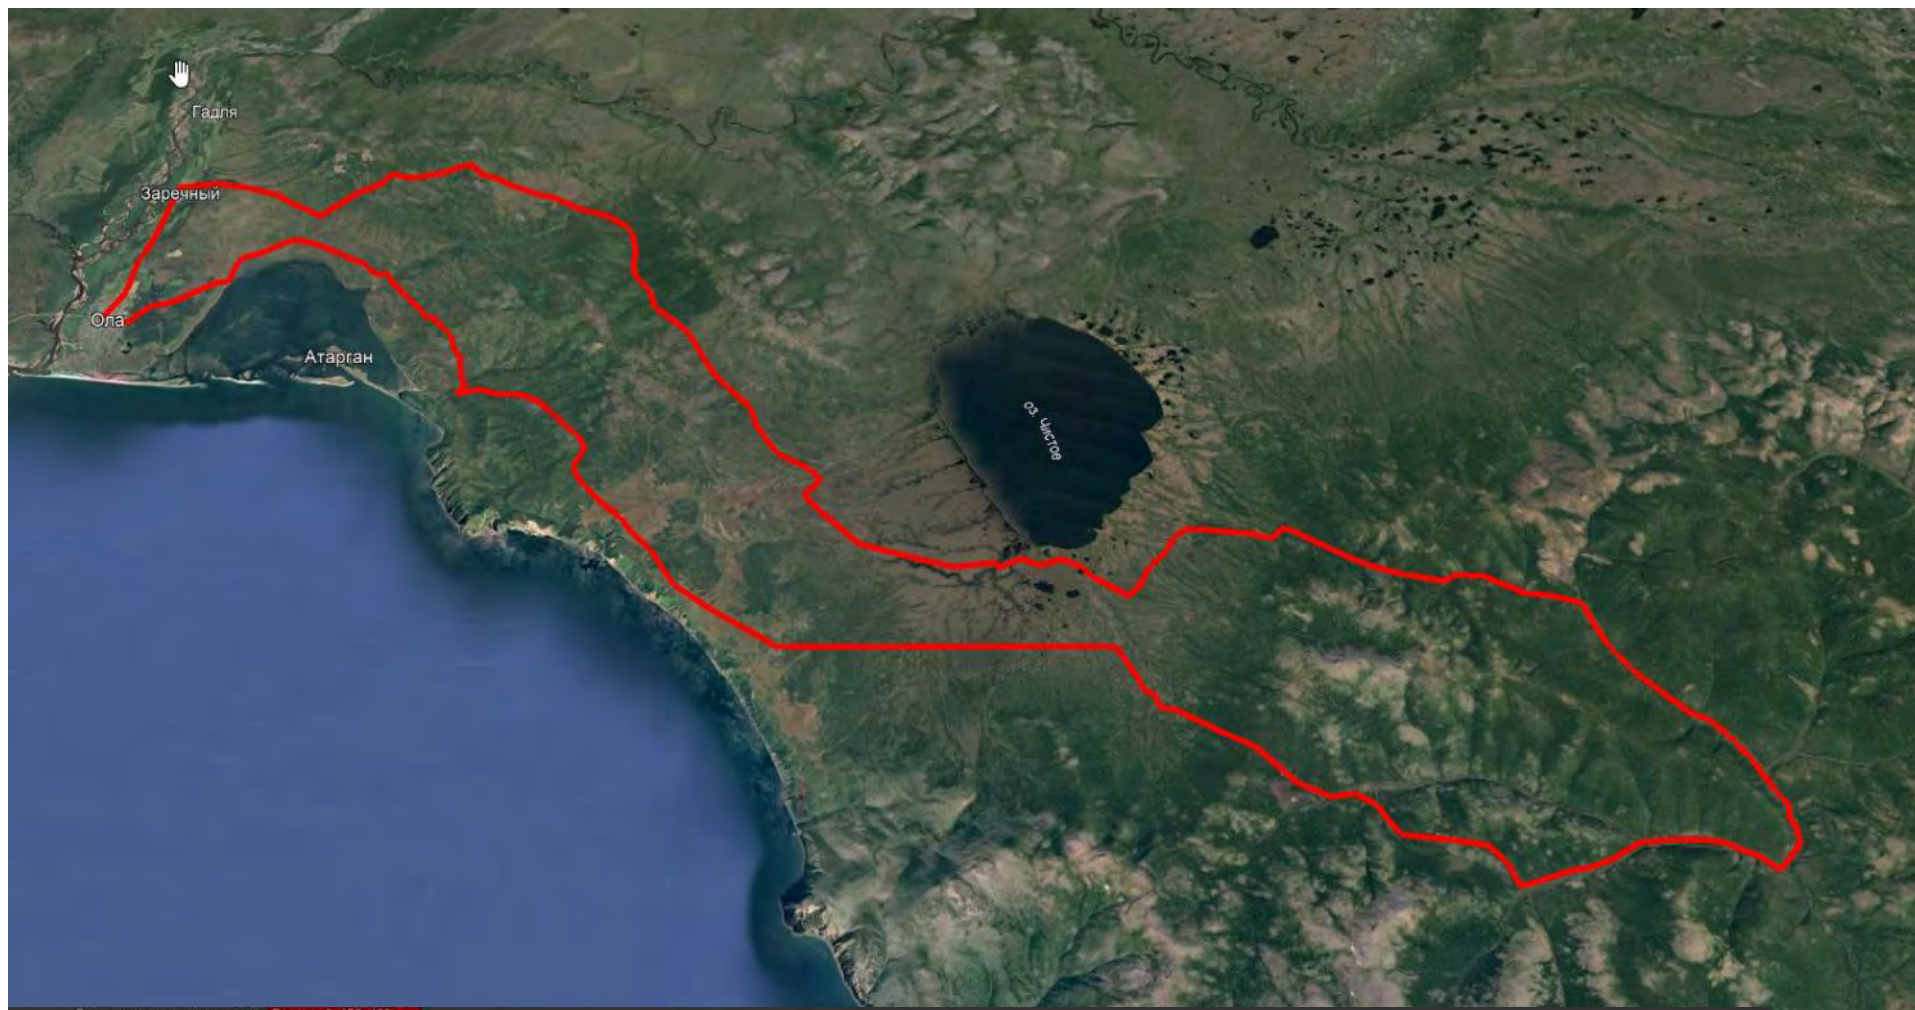 Гадля
Заречный
Ола
Атарган
оз. Чистое